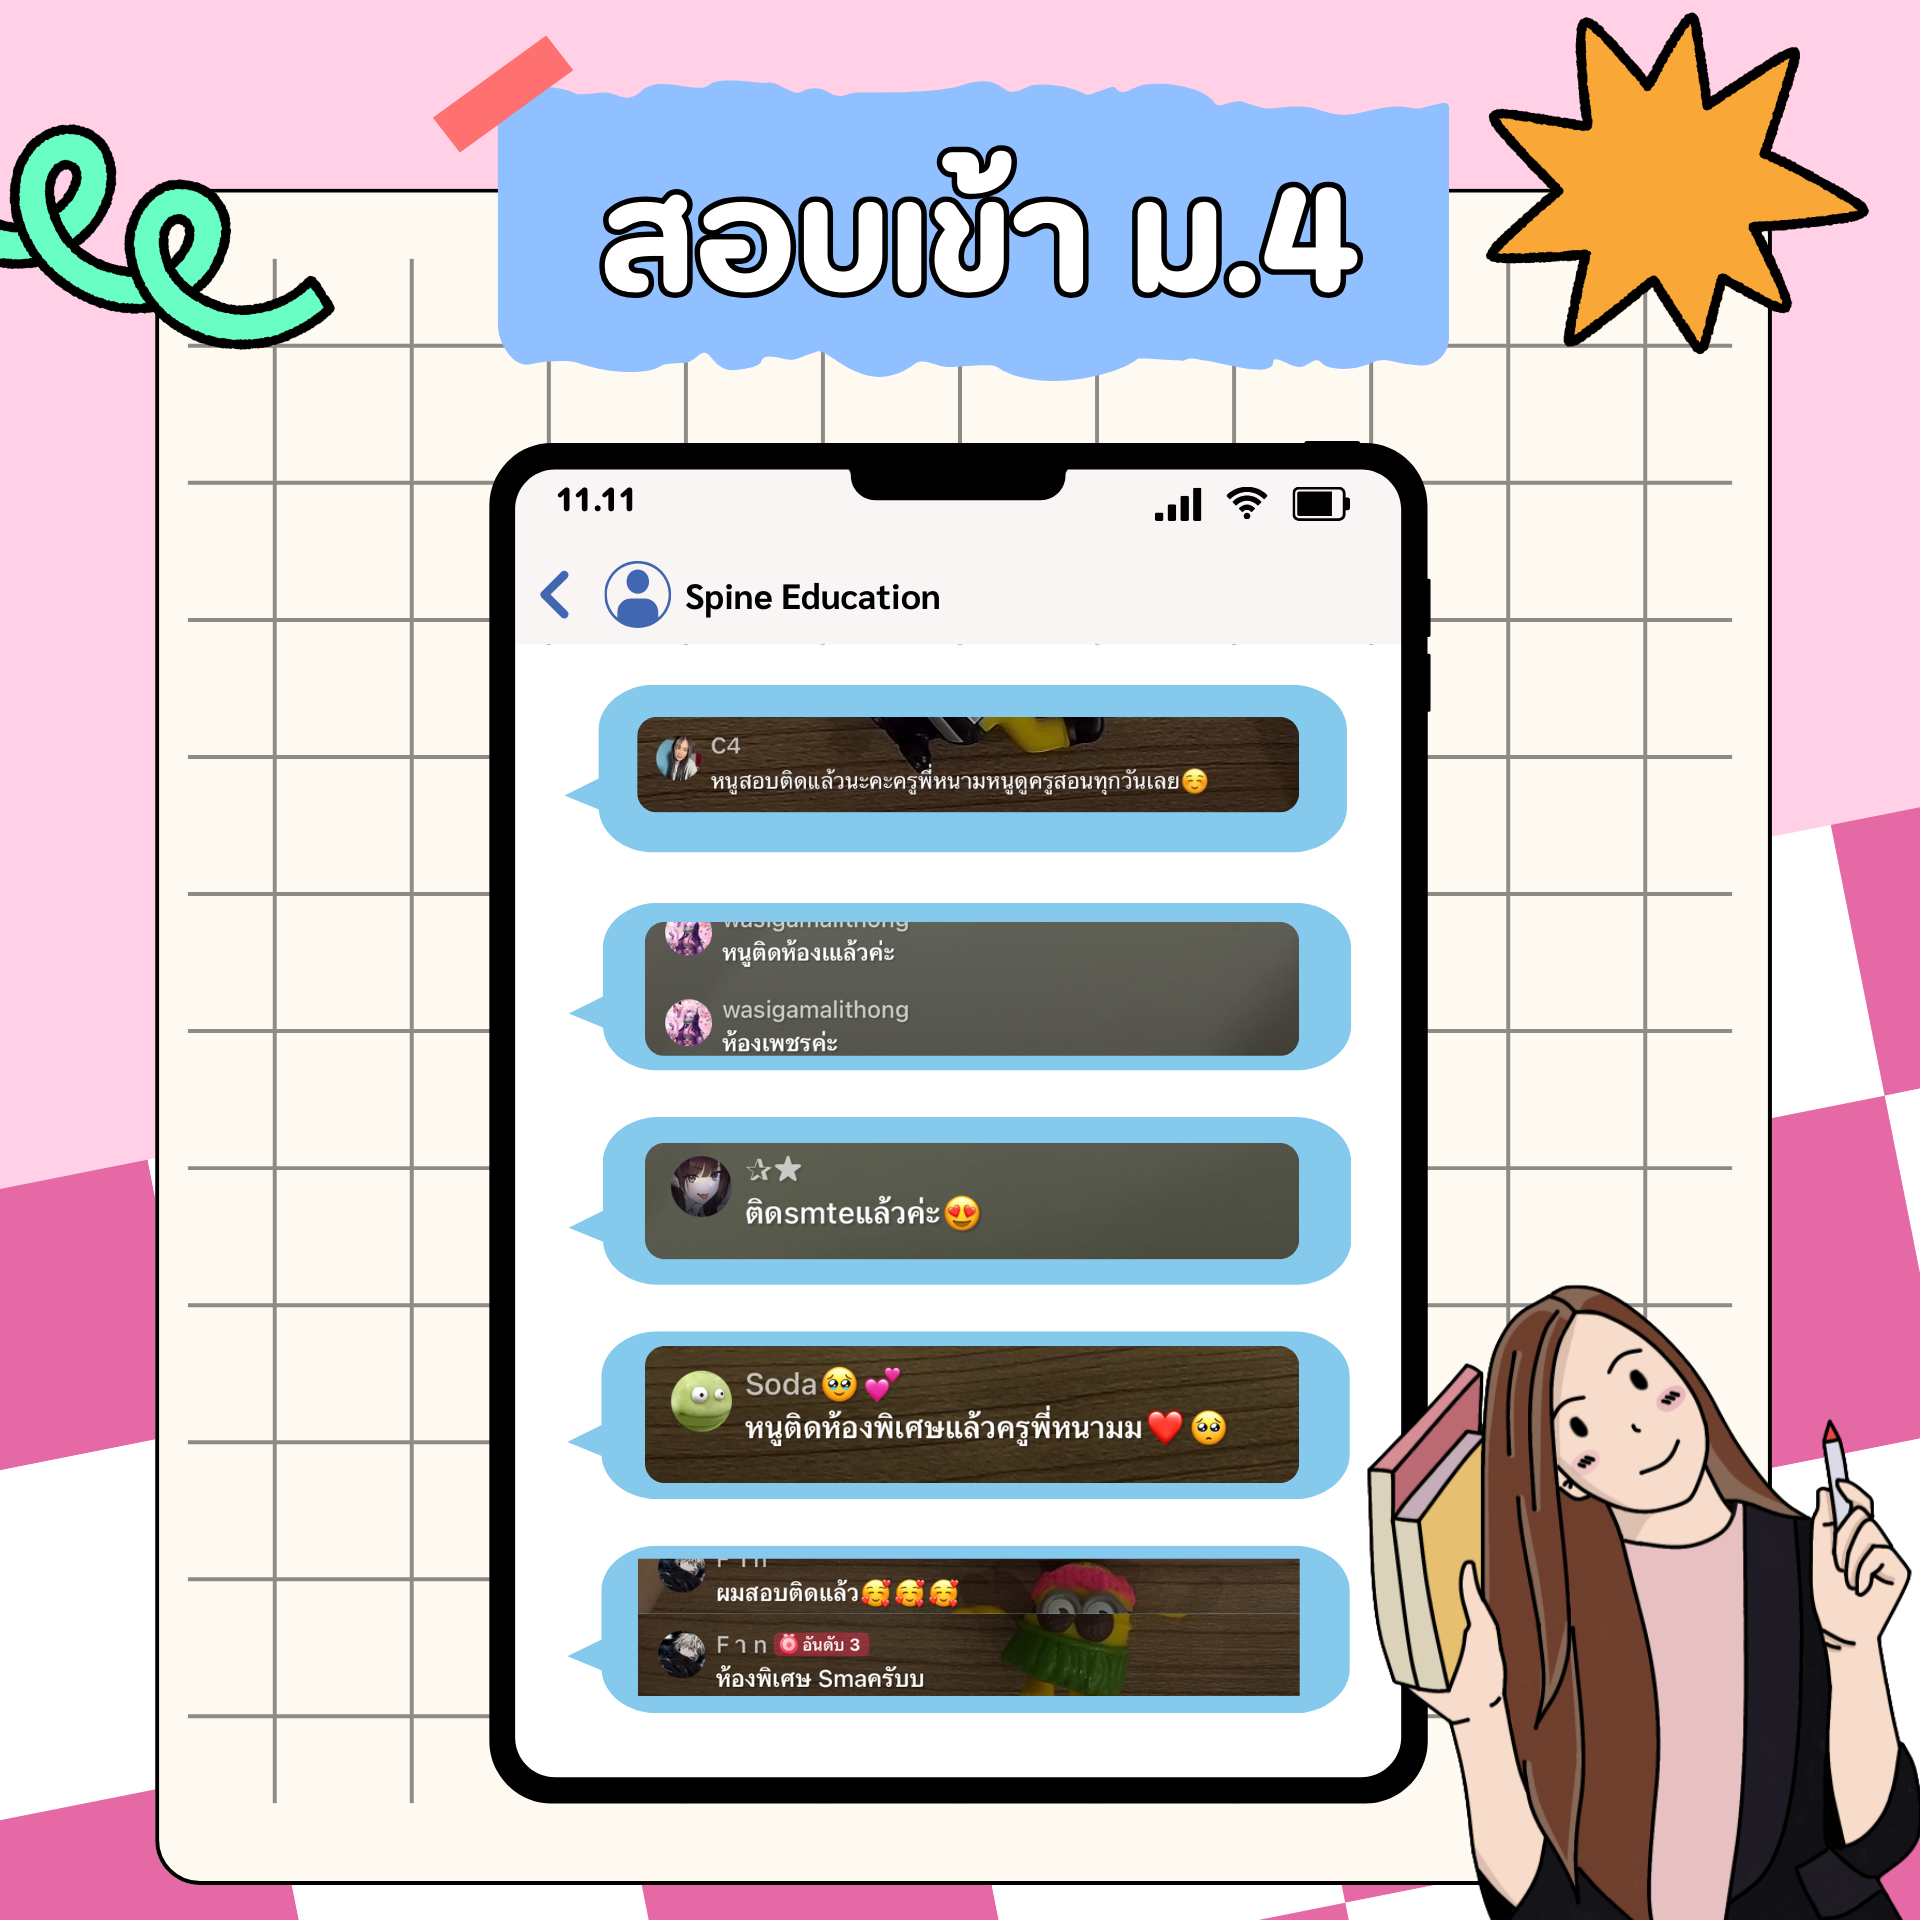 สอบเข้า ม.4
11.11
Spine Education
C4
หนูสอบติดแล้วนะคะครูพี่หนามหนูดูครูสอนทุกวันเลย☺️
wasigamalithong
หนูติดห้องแล้วค่ะ
wasigamalithong
ห้องเพชรค่ะ
✰★
ติดsmteแล้วค่ะ😍
Soda🥹💕
หนูติดห้องพิเศษแล้วครูพี่หนามม❤️🥺
F ำ n
ผมสอบติดแล้ว🥰🥰🥰
F ำ n อันดับ 3
ห้องพิเศษ Smaครับบ